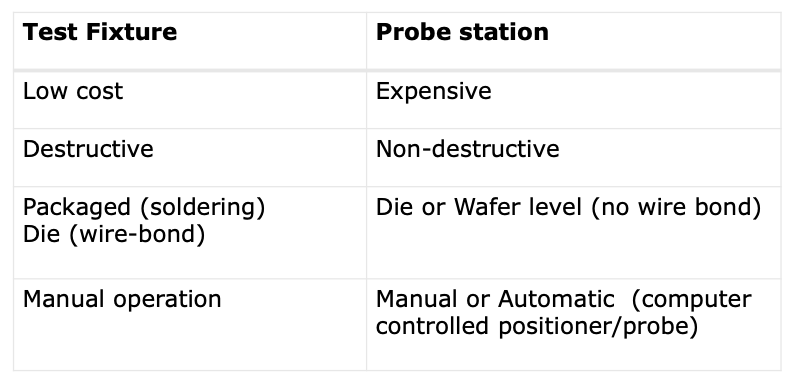 Test Fixture
Probe station
Low cost
Expensive
Destructive
Non-destructive
Packaged (soldering)
Die (wire-bond)
Die or Wafer level (no wire bond)
Manual operation
Manual or Automatic  (computer
controlled positioner/probe)